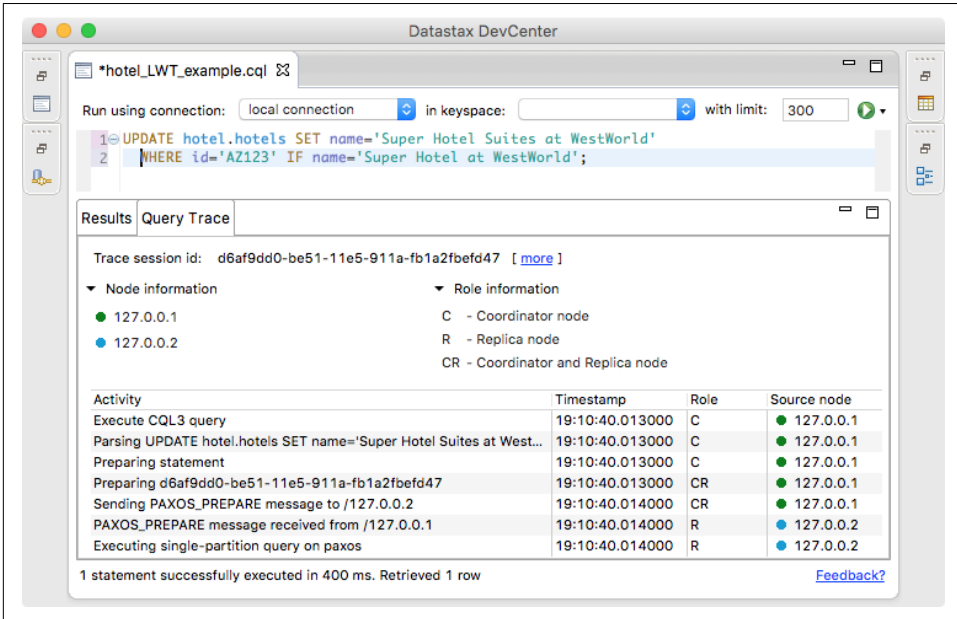 Datastax DevCenter
*hotel_LWT_example.cql
Run using connection: local connection in keyspace: with limit: 300
1 UPDATE hotel.hotels SET name='Super Hotel Suites at WestWorld'
2 WHERE id='AZ123' IF name='Super Hotel at WestWorld';
Results Query Trace
Trace session id: d6af9dd0-be51-11e5-911a-fb1a2fbefd47 [ more ]
Node information Role information
127.0.0.1 C - Coordinator node
127.0.0.2 R - Replica node
CR - Coordinator and Replica node
Activity Timestamp Role Source node
Execute CQL3 query 19:10:40.013000 C 127.0.0.1
Parsing UPDATE hotel.hotels SET name='Super Hotel Suites at West... 19:10:40.013000 C 127.0.0.1
Preparing statement 19:10:40.013000 C 127.0.0.1
Preparing d6af9dd0-be51-11e5-911a-fb1a2fbefd47 19:10:40.013000 CR 127.0.0.1
Sending PAXOS_PREPARE message to /127.0.0.2 19:10:40.014000 CR 127.0.0.1
PAXOS_PREPARE message received from /127.0.0.1 19:10:40.014000 R 127.0.0.2
Executing single-partition query on paxos 19:10:40.014000 R 127.0.0.2
1 statement successfully executed in 400 ms. Retrieved 1 row Feedback?